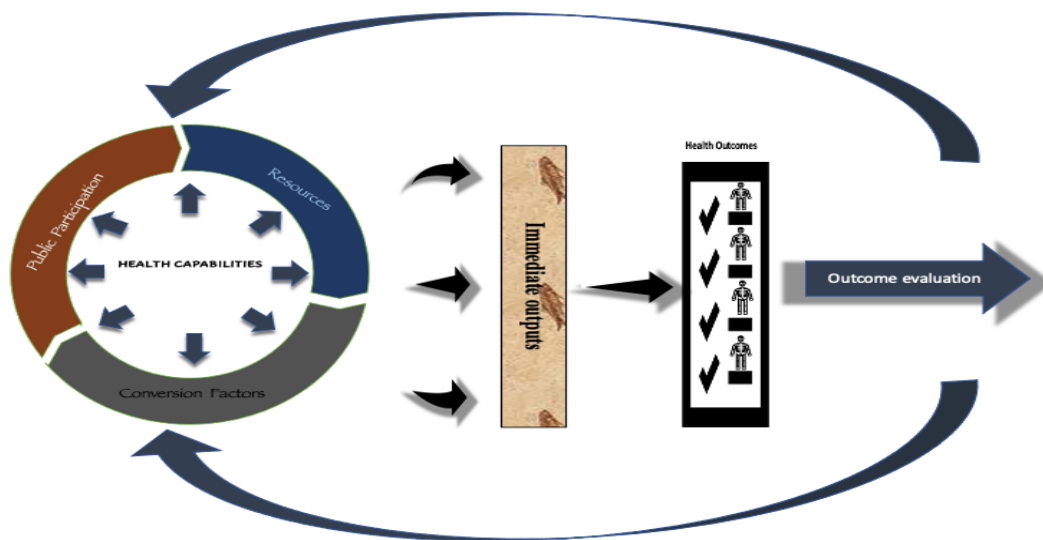 Public Participation
Resources
HEALTH CAPABILITIES
Conversion Factors
Immediate outputs
Health Outcomes
Outcome evaluation